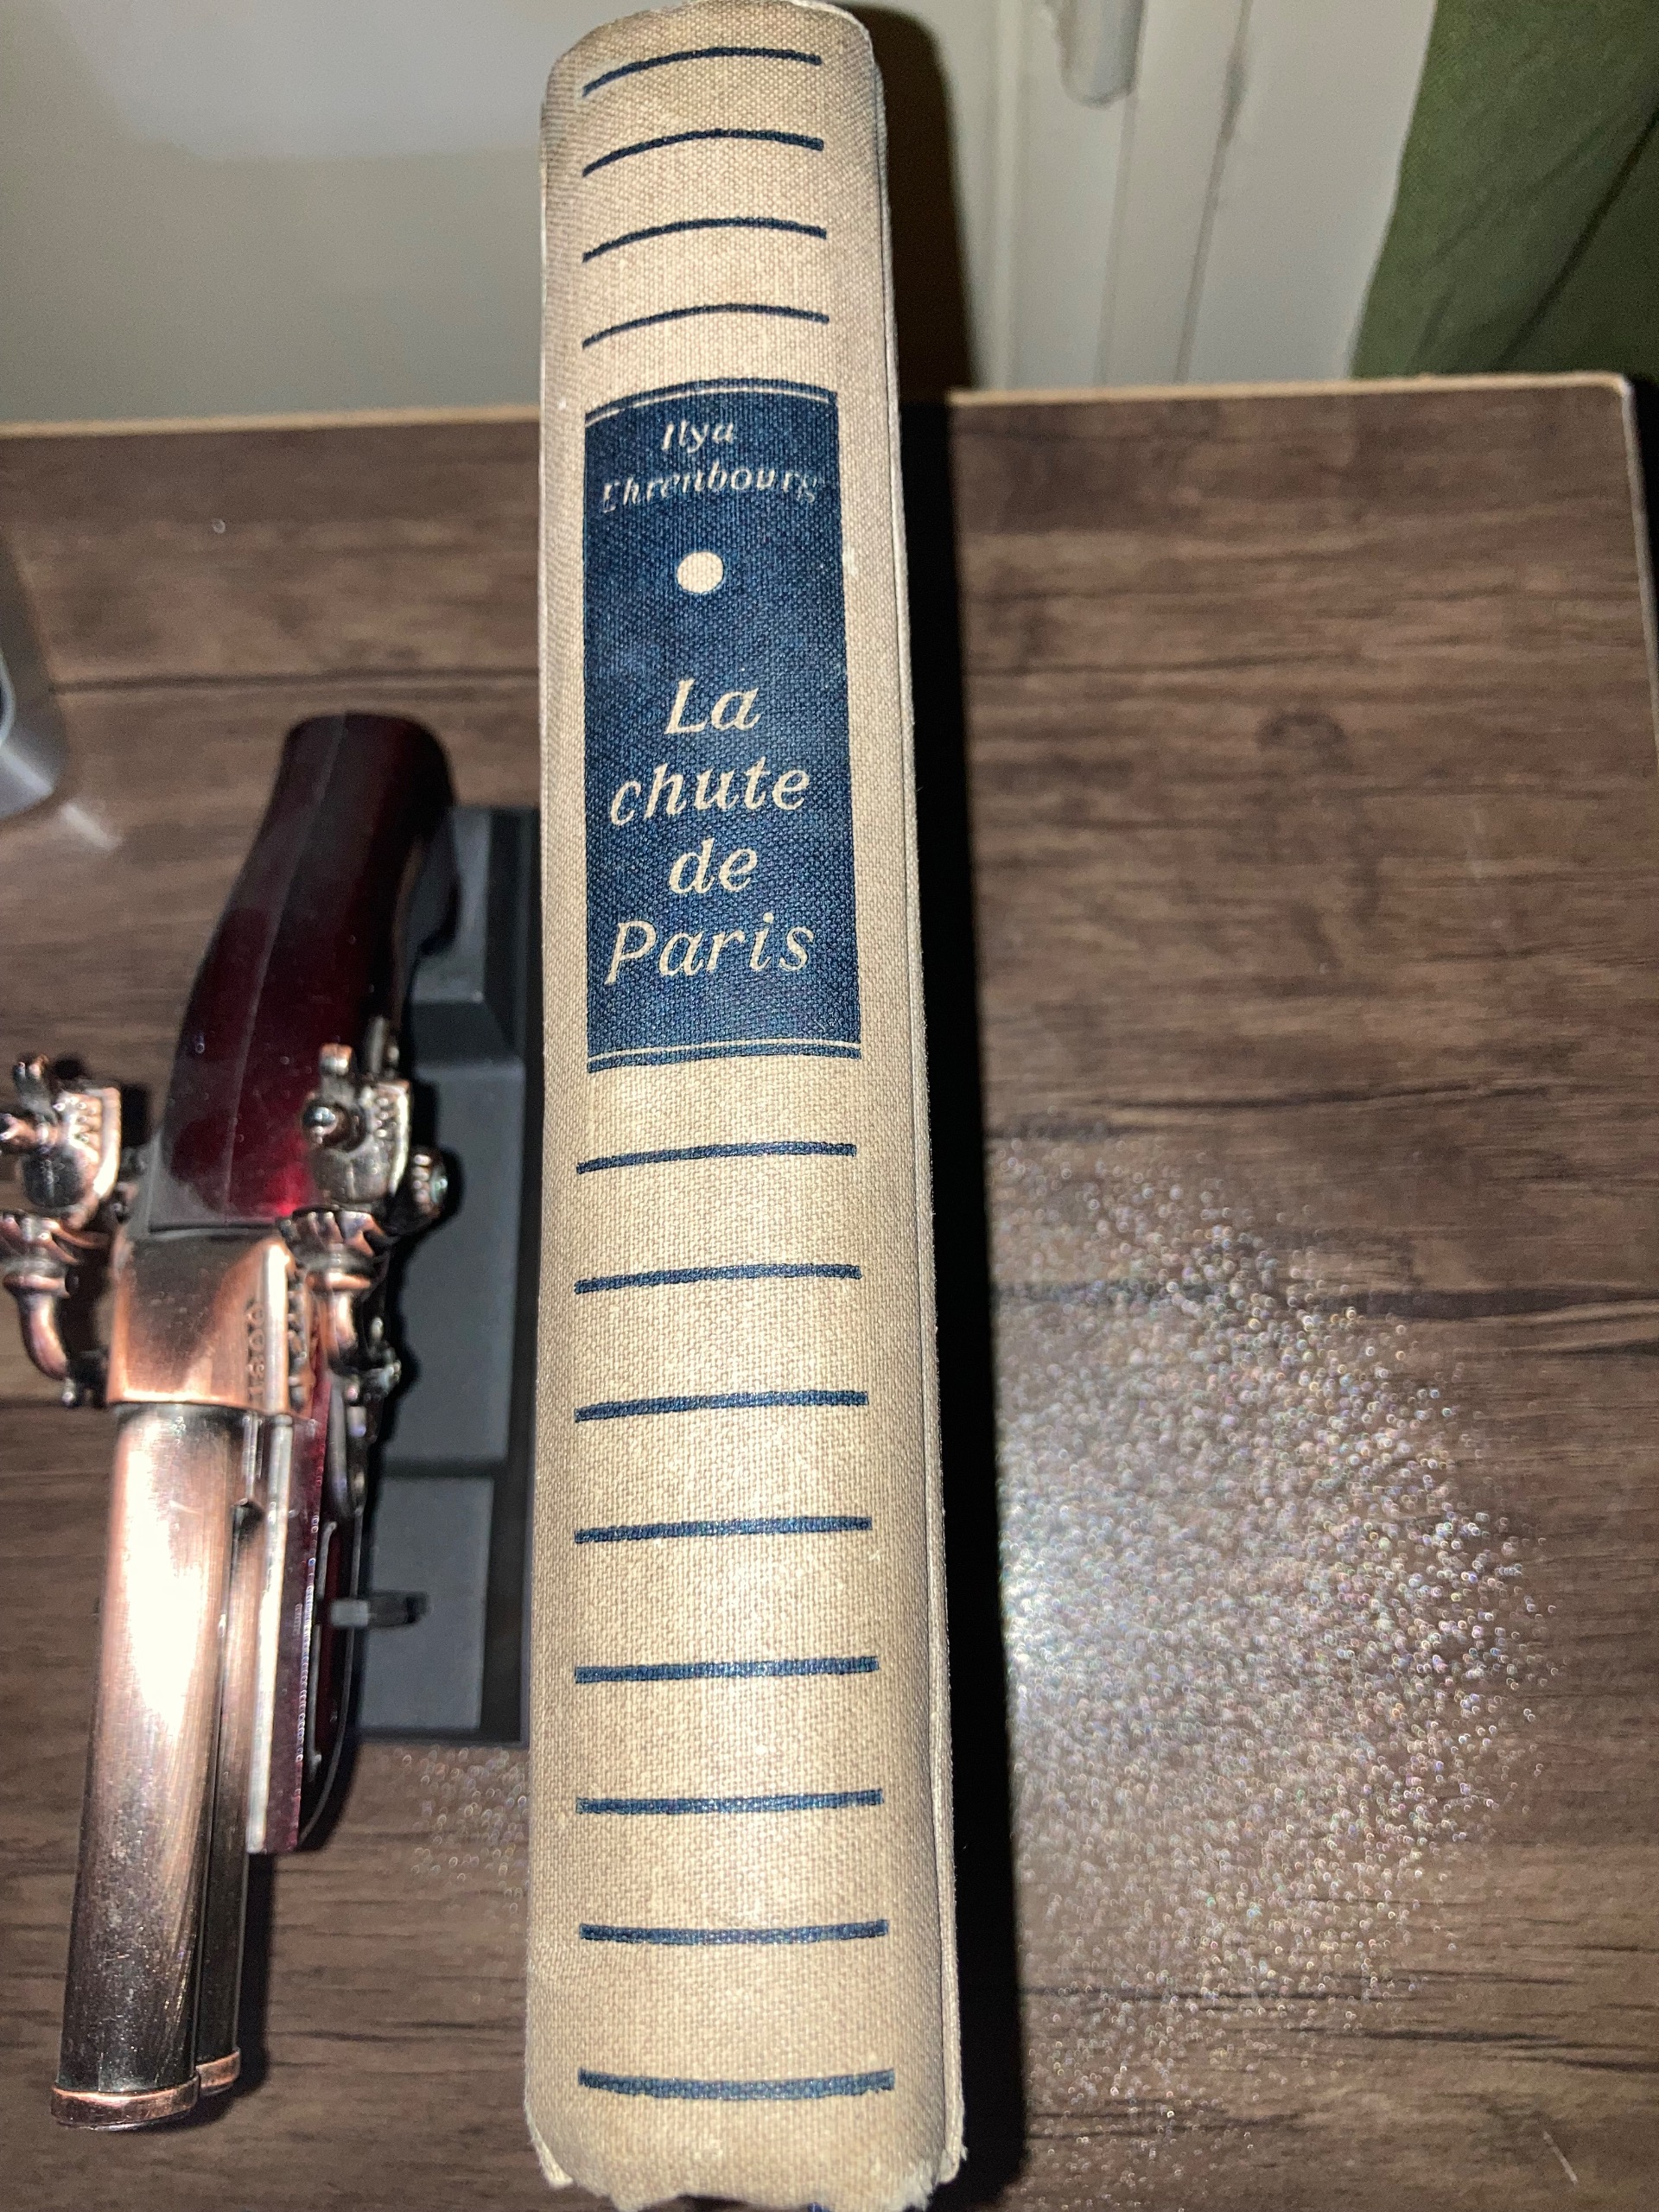 Ilya
Ehrenbourg
La
chute
de
Paris